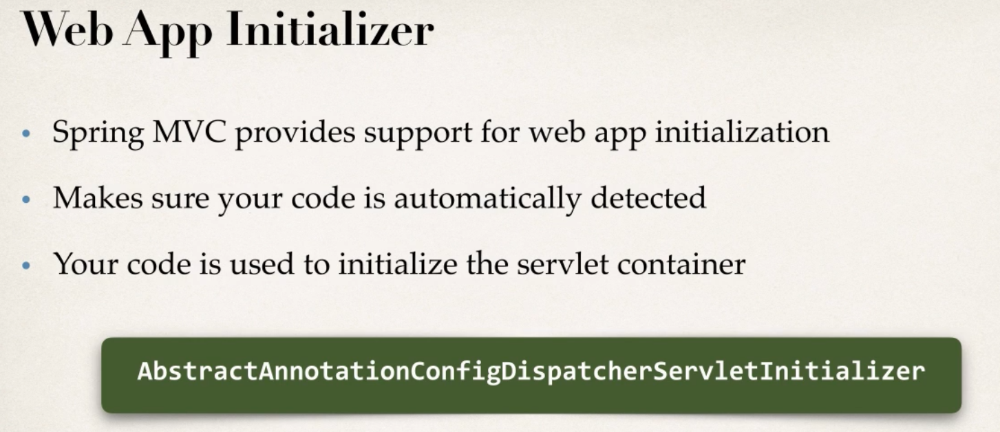 Web App Initializer
• Spring MVC provides support for web app initialization
• Makes sure your code is automatically detected
• Your code is used to initialize the servlet container
AbstractAnnotationConfigDispatcherServletInitializer